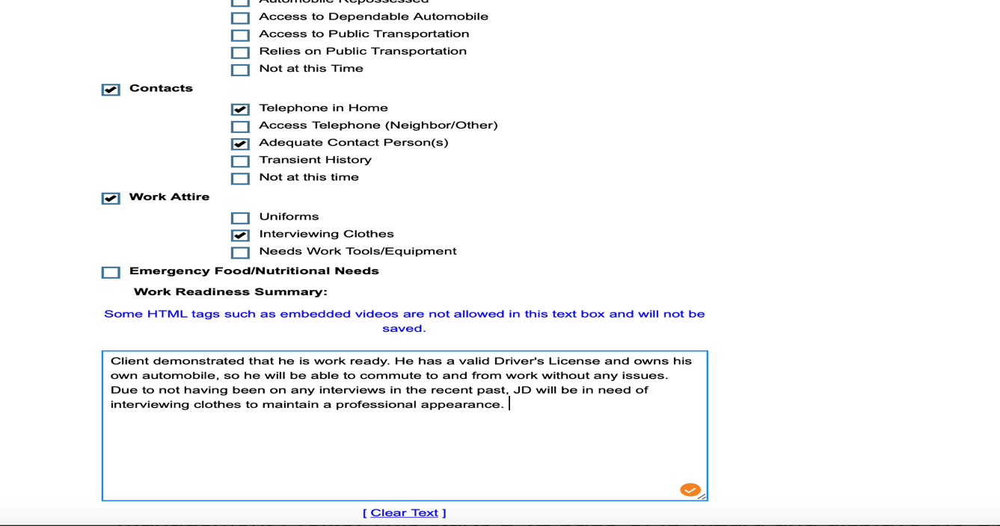 Automobile Repossessed
Access to Dependable Automobile
Access to Public Transportation
Relies on Public Transportation
Not at this Time
Contacts
Telephone in Home
Access Telephone (Neighbor/Other)
Adequate Contact Person(s)
Transient History
Not at this time
Work Attire
Uniforms
Interviewing Clothes
Needs Work Tools/Equipment
Emergency Food/Nutritional Needs
Work Readiness Summary:
Some HTML tags such as embedded videos are not allowed in this text box and will not be
saved.
Client demonstrated that he is work ready. He has a valid Driver's License and owns his
own automobile, so he will be able to commute to and from work without any issues.
Due to not having been on any interviews in the recent past, JD will be in need of
interviewing clothes to maintain a professional appearance.
[ Clear Text ]